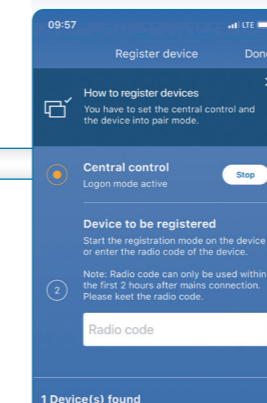 09:57 LTE
Register device Done
How to register devices
You have to set the central control and
the device into pair mode.
Central control
Logon mode active
Stop
Device to be registered
Start the registration mode on the device
or enter the radio code of the device.
Note: Radio code can only be used within
the first 2 hours after mains connection.
Please keet the radio code.
2
Radio code
1 Device(s) found